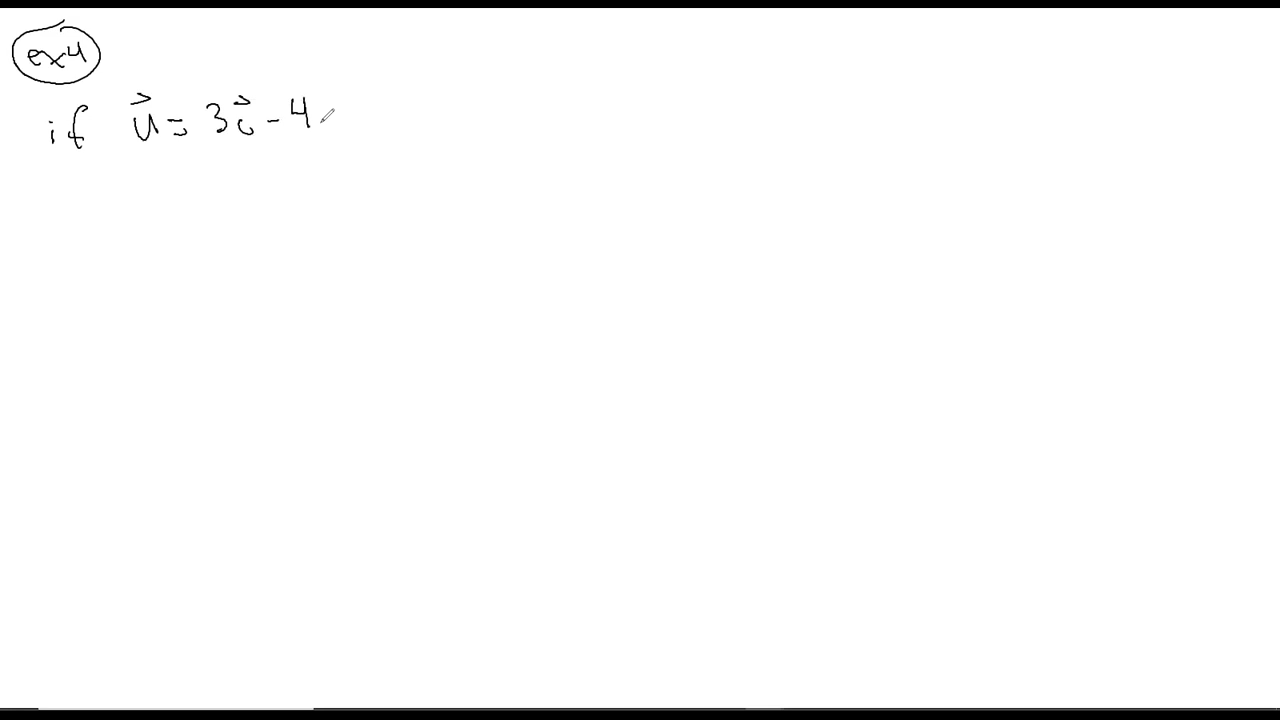 ex4
if u⃗ = 3i⃗ - 4